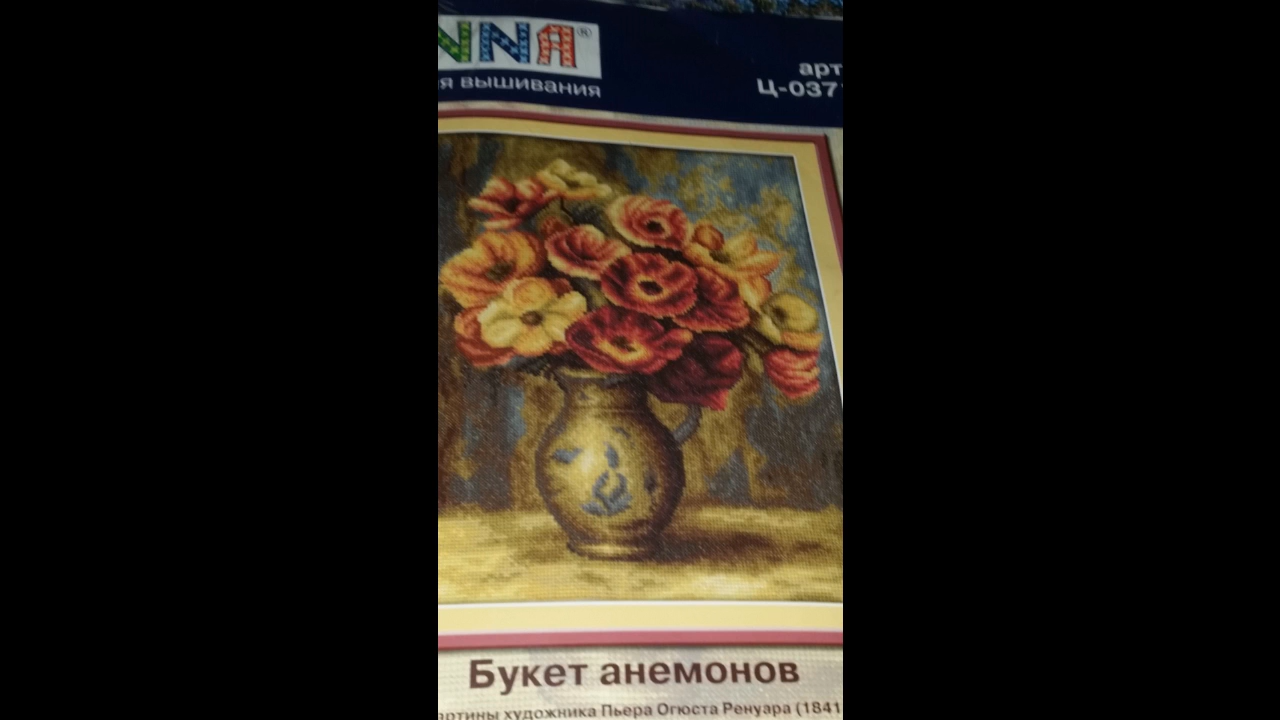 NNA®
я вышивания
арт
Ц-037
Букет анемонов
артины художника Пьера Огюста Ренуара (1841